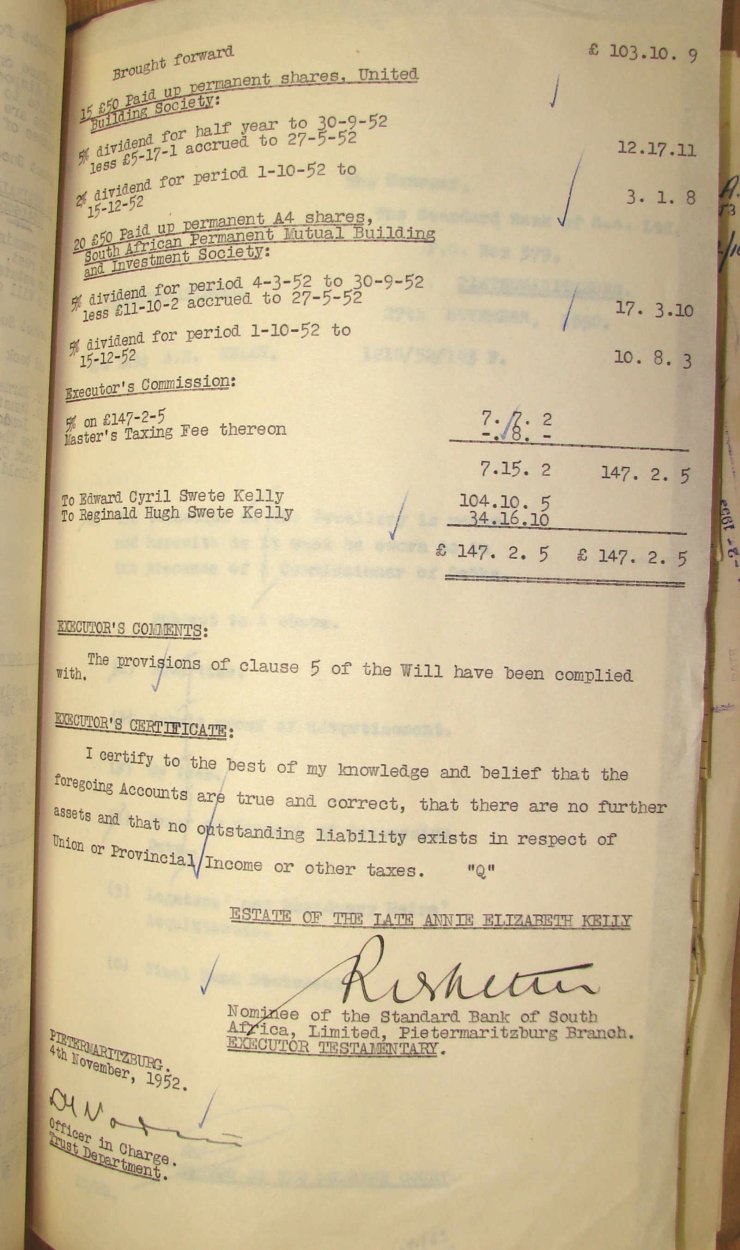 Brought forward £ 103.10. 9
15 £50 Paid up permanent shares, United
Building Society:
5% dividend for half year to 30-9-52
less £5-17-1 accrued to 27-5-52 12.17.11
2% dividend for period 1-10-52 to
15-12-52 3. 1. 8
20 £50 Paid up permanent A4 shares,
South African Permanent Mutual Building
and Investment Society:
5% dividend for period 4-3-52 to 30-9-52
less £11-10-2 accrued to 27-5-52 17. 3.10
5% dividend for period 1-10-52 to
15-12-52 10. 8. 3
Executor's Commission:
5% on £147-2-5 7. 7. 2
Master's Taxing Fee thereon -. 8. -
7.15. 2 147. 2. 5
To Edward Cyril Swete Kelly 104.10. 5
To Reginald Hugh Swete Kelly 34.16.10
£ 147. 2. 5 £ 147. 2. 5
EXECUTOR'S COMMENTS:
The provisions of clause 5 of the Will have been complied
with.
EXECUTOR'S CERTIFICATE:
I certify to the best of my knowledge and belief that the
foregoing Accounts are true and correct, that there are no further
assets and that no outstanding liability exists in respect of
Union or Provincial Income or other taxes. "Q"
ESTATE OF THE LATE ANNIE ELIZABETH KELLY
Nominee of the Standard Bank of South
Africa, Limited, Pietermaritzburg Branch.
EXECUTOR TESTAMENTARY.
PIETERMARITZBURG.
4th November, 1952.
Officer in Charge.
Trust Department.